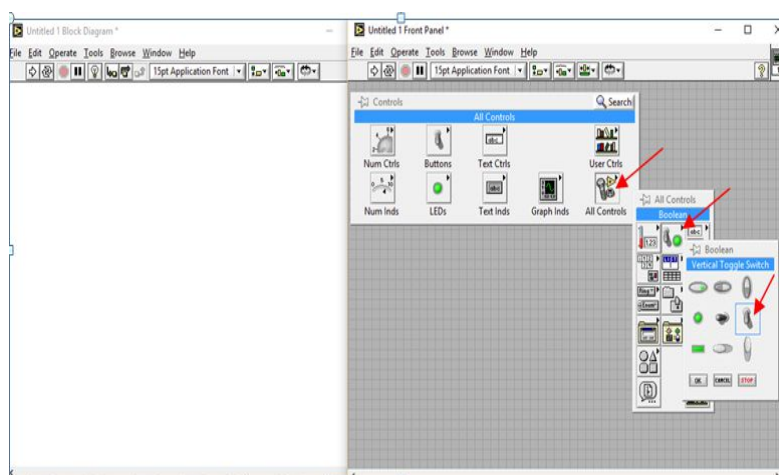 Untitled 1 Block Diagram *
File Edit Operate Tools Browse Window Help
15pt Application Font
Untitled 1 Front Panel *
File Edit Operate Tools Browse Window Help
15pt Application Font
Controls
Search
All Controls
Num Ctrls Buttons Text Ctrls User Ctrls
Num Inds LEDs Text Inds Graph Inds All Controls
All Controls
Boolean
Boolean
Vertical Toggle Switch
OK CANCEL STOP